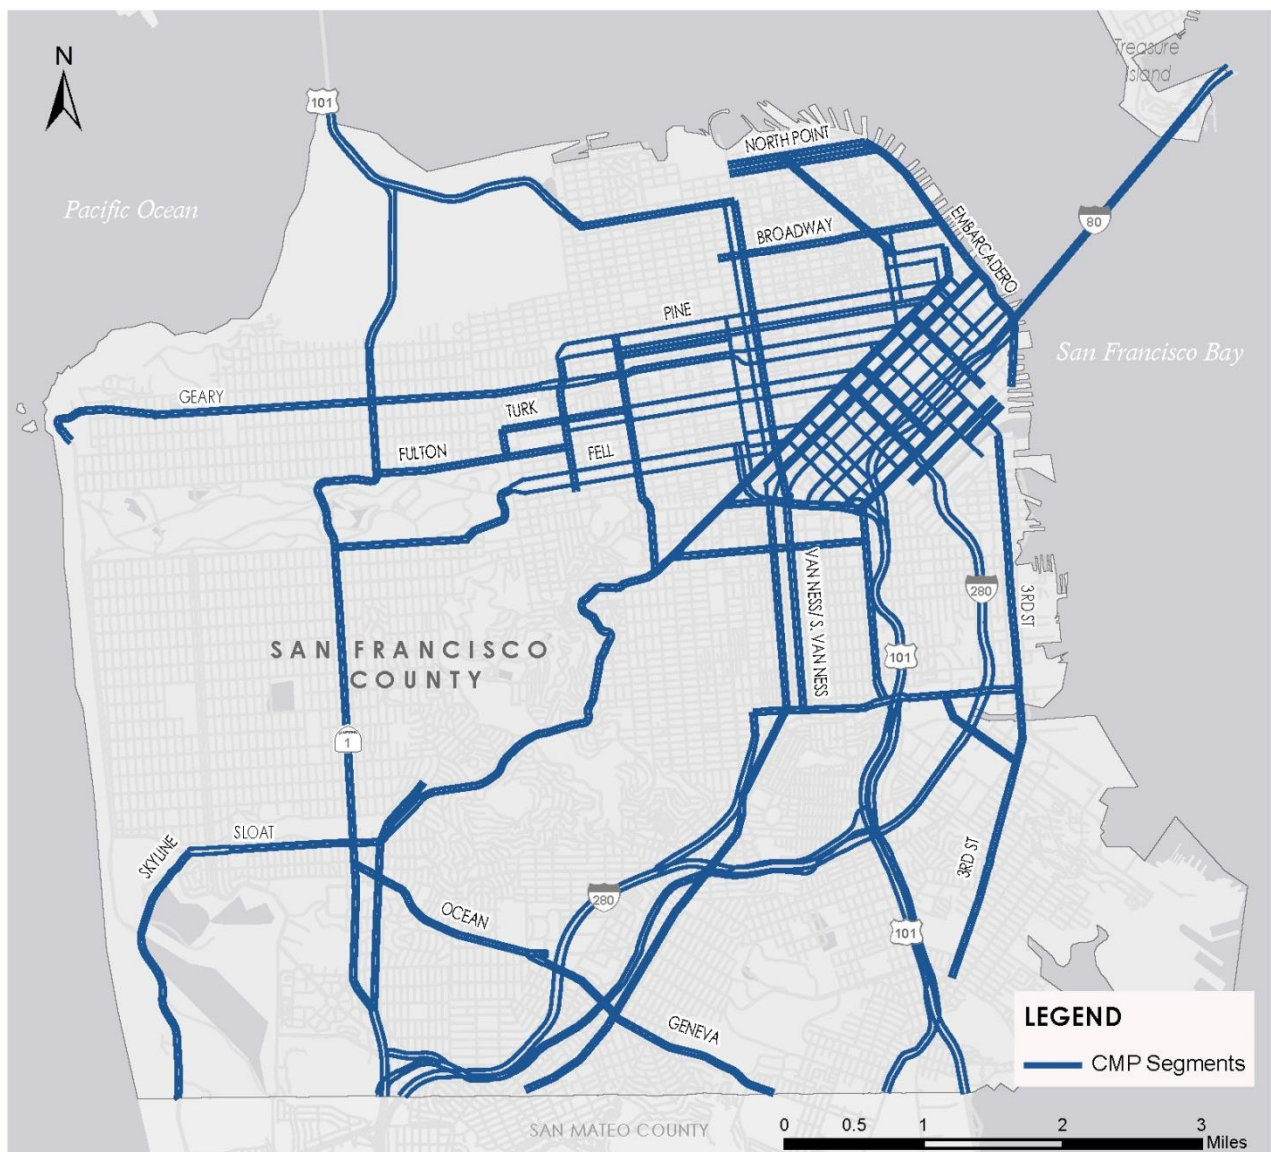 N
Treasure
Island
101
NORTH POINT
Pacific Ocean
EMBARCADERO
80
BROADWAY
PINE
San Francisco Bay
GEARY
TURK
FULTON
FELL
280
3RD ST
VAN NESS/ S. VAN NESS
SAN FRANCISCO
COUNTY
101
1
SLOAT
SKYLINE
3RD ST
280
OCEAN
101
GENEVA
LEGEND
CMP Segments
SAN MATEO COUNTY
0 0.5 1 2 3
Miles